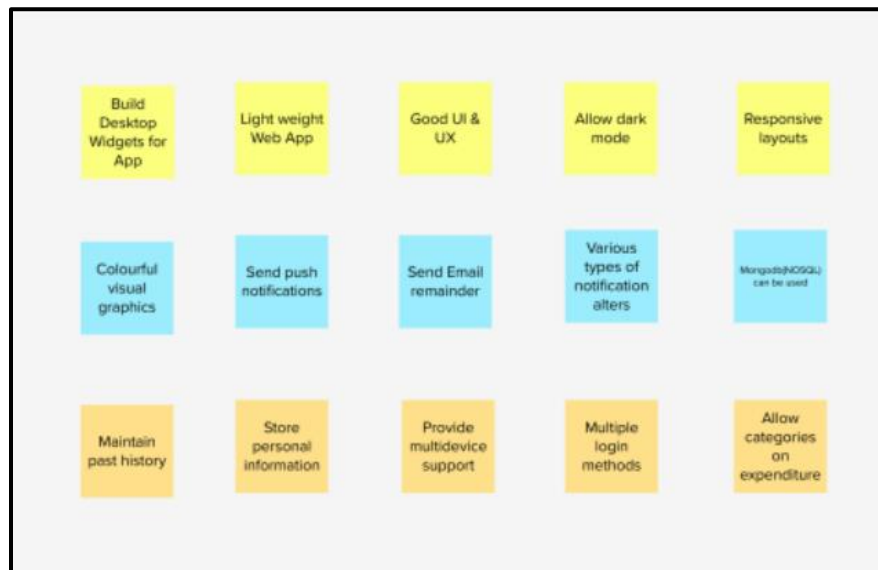 Build
Desktop
Widgets for
App
Light weight
Web App
Good UI &
UX
Allow dark
mode
Responsive
layouts
Colourful
visual
graphics
Send push
notifications
Send Email
remainder
Various
types of
notification
alters
Mongodb(NOSQL)
can be used
Maintain
past history
Store
personal
information
Provide
multidevice
support
Multiple
login
methods
Allow
categories
on
expenditure